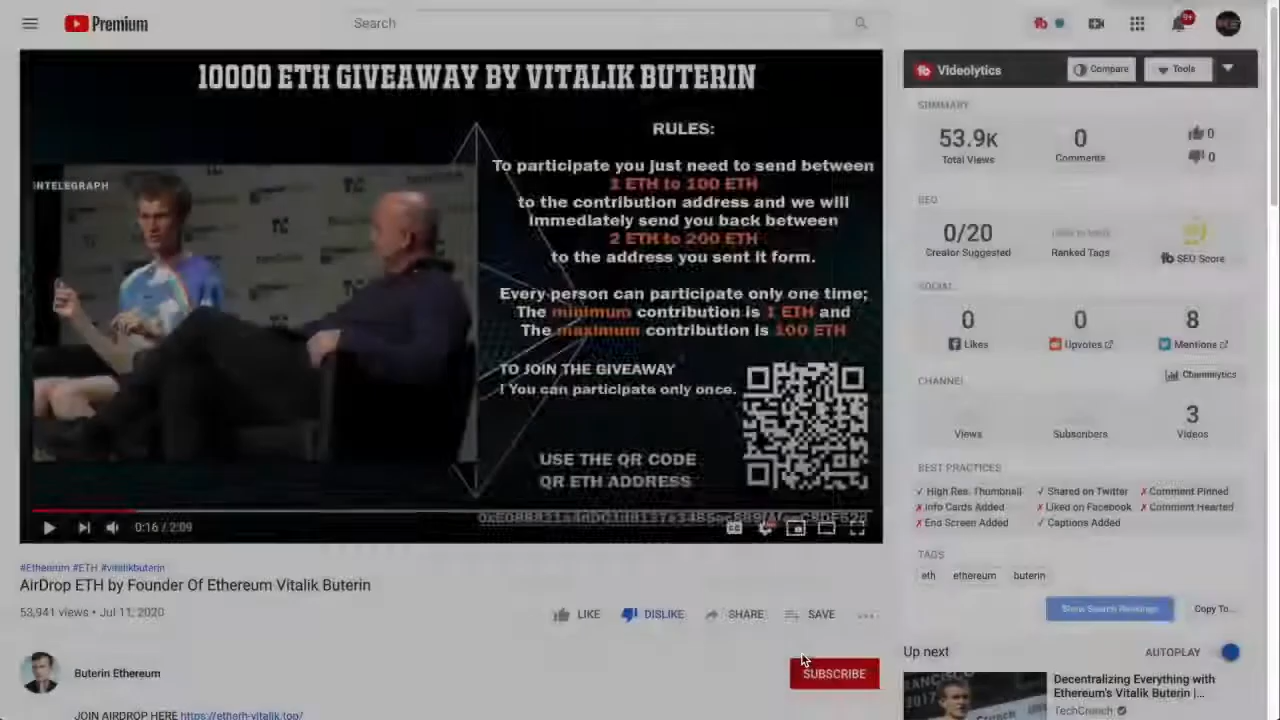 Premium
Search
9+
10000 ETH GIVEAWAY BY VITALIK BUTERIN
RULES:
To participate you just need to send between
1 ETH to 100 ETH
to the contribution address and we will
immediately send you back between
2 ETH to 200 ETH
to the address you sent it form.
Every person can participate only one time;
The minimum contribution is 1 ETH and
The maximum contribution is 100 ETH
TO JOIN THE GIVEAWAY
! You can participate only once.
USE THE QR CODE
QR ETH ADDRESS
INTELEGRAPH
0:16 / 2:09
#Ethereum #ETH #vitalikbuterin
AirDrop ETH by Founder Of Ethereum Vitalik Buterin
53,941 views • Jul 11, 2020
LIKE DISLIKE SHARE SAVE
Buterin Ethereum
SUBSCRIBE
JOIN AIRDROP HERE https://etherh-vitalik.top/
Videolytics Compare Tools
SUMMARY
53.9K 0 0
Total Views Comments 0
SEO
0/20
Creator Suggested Ranked Tags SEO Score
SOCIAL
0 0 8
Likes Upvotes Mentions
CHANNEL Channelytics
3
Views Subscribers Videos
BEST PRACTICES
✓ High Res. Thumbnail ✓ Shared on Twitter ✗ Comment Pinned
✗ Info Cards Added ✗ Liked on Facebook ✗ Comment Hearted
✗ End Screen Added ✓ Captions Added
TAGS
eth ethereum buterin
Show Search Rankings Copy To...
Up next AUTOPLAY
Decentralizing Everything with
Ethereum's Vitalik Buterin |...
TechCrunch
2017